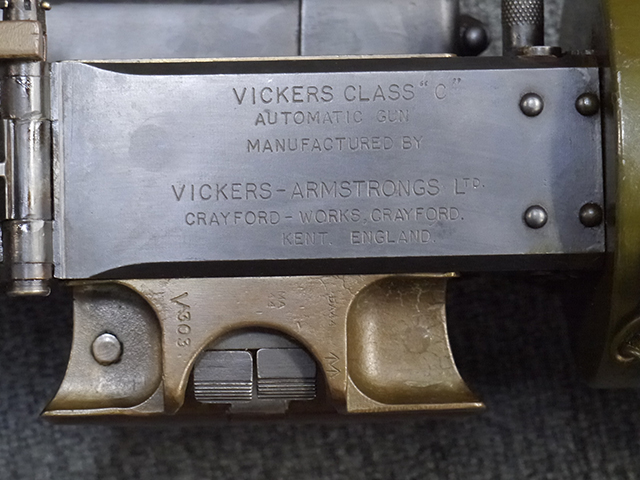 VICKERS CLASS "C"
AUTOMATIC GUN
MANUFACTURED BY
VICKERS-ARMSTRONGS LTD.
CRAYFORD-WORKS, CRAYFORD.
KENT, ENGLAND.
V303